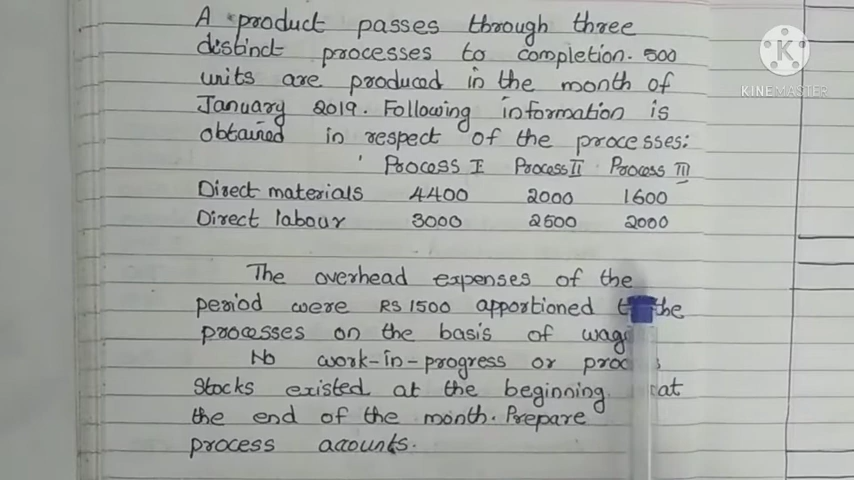 A product passes through three
distinct processes to completion. 500
units are produced in the month of
January 2019. Following information is
obtained in respect of the processes:
Process I Process II Process III
Direct materials 4400 2000 1600
Direct labour 3000 2500 2000
The overhead expenses of the
period were RS 1500 apportioned the
processes on the basis of
No work-in-progress or
stocks existed at the beginning at
the end of the month. Prepare
process accounts.
K
KINEMASTER